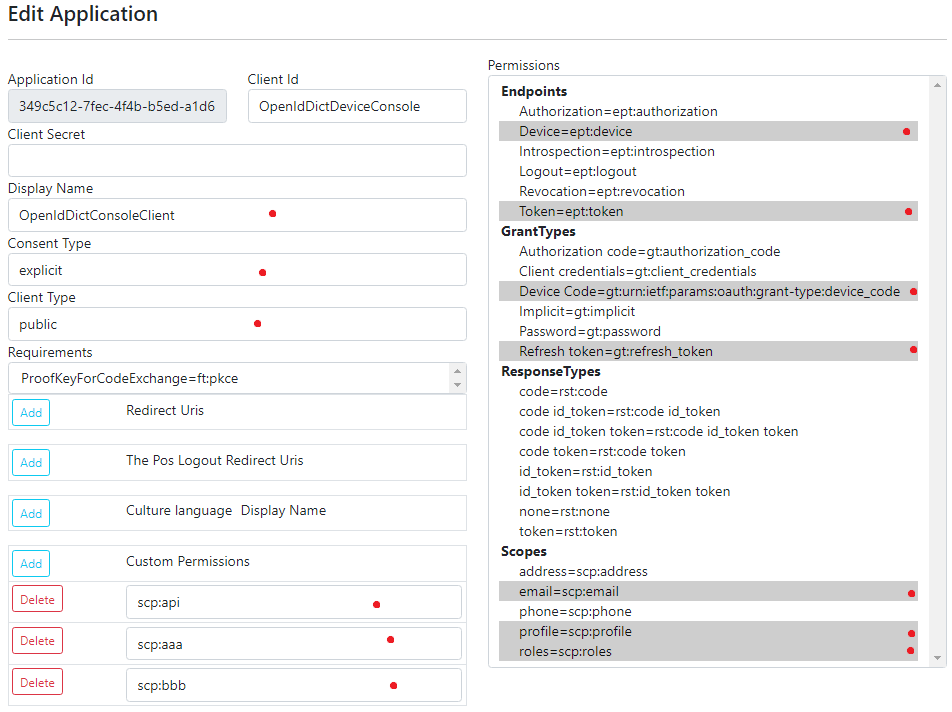 Edit Application
Application Id
Client Id
349c5c12-7fec-4f4b-b5ed-a1d6
OpenIdDictDeviceConsole
Client Secret
Display Name
OpenIdDictConsoleClient
Consent Type
explicit
Client Type
public
Requirements
ProofKeyForCodeExchange=ft:pkce
Add
Redirect Uris
Add
The Pos Logout Redirect Uris
Add
Culture language Display Name
Add
Custom Permissions
Delete
scp:api
Delete
scp:aaa
Delete
scp:bbb
Permissions
Endpoints
Authorization=ept:authorization
Device=ept:device
Introspection=ept:introspection
Logout=ept:logout
Revocation=ept:revocation
Token=ept:token
GrantTypes
Authorization code=gt:authorization_code
Client credentials=gt:client_credentials
Device Code=gt:urn:ietf:params:oauth:grant-type:device_code
Implicit=gt:implicit
Password=gt:password
Refresh token=gt:refresh_token
ResponseTypes
code=rst:code
code id_token=rst:code id_token
code id_token token=rst:code id_token token
code token=rst:code token
id_token=rst:id_token
id_token token=rst:id_token token
none=rst:none
token=rst:token
Scopes
address=scp:address
email=scp:email
phone=scp:phone
profile=scp:profile
roles=scp:roles